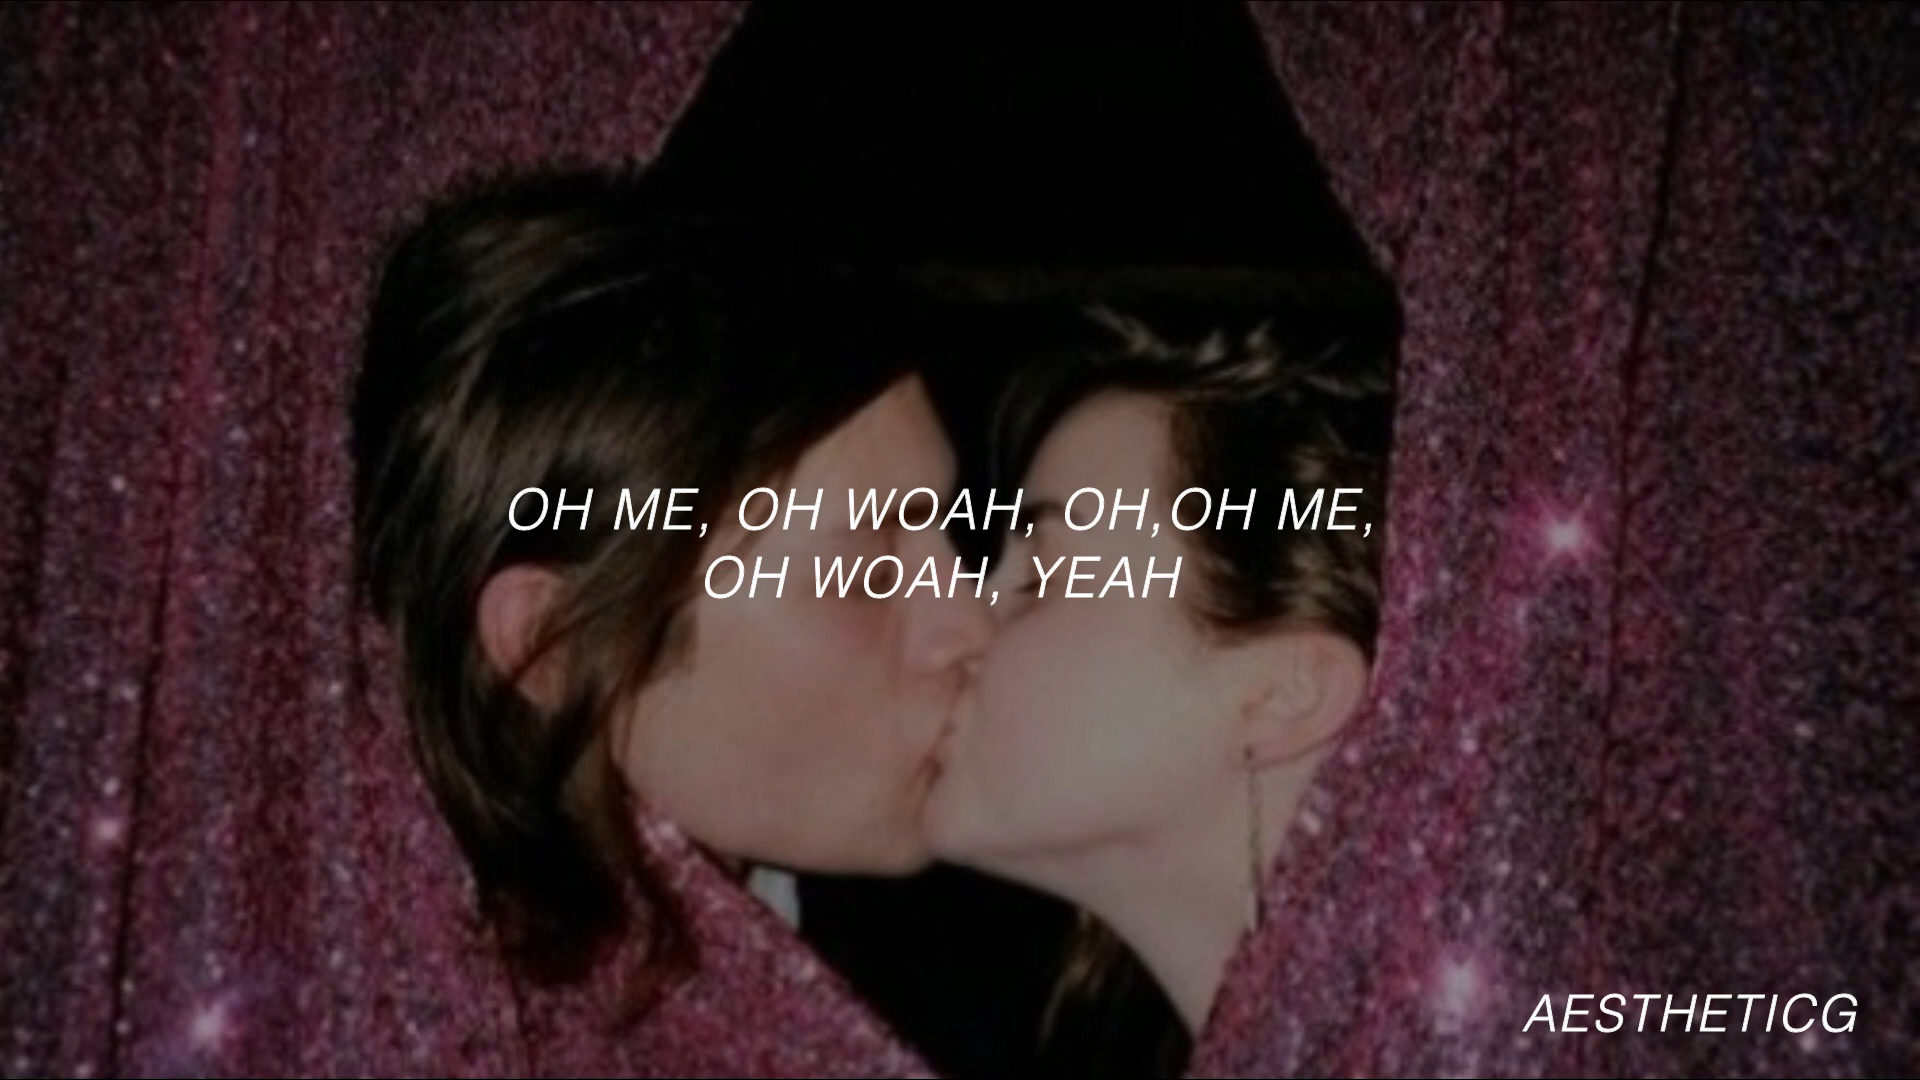 OH ME, OH WOAH, OH,OH ME,
OH WOAH, YEAH
AESTHETICG